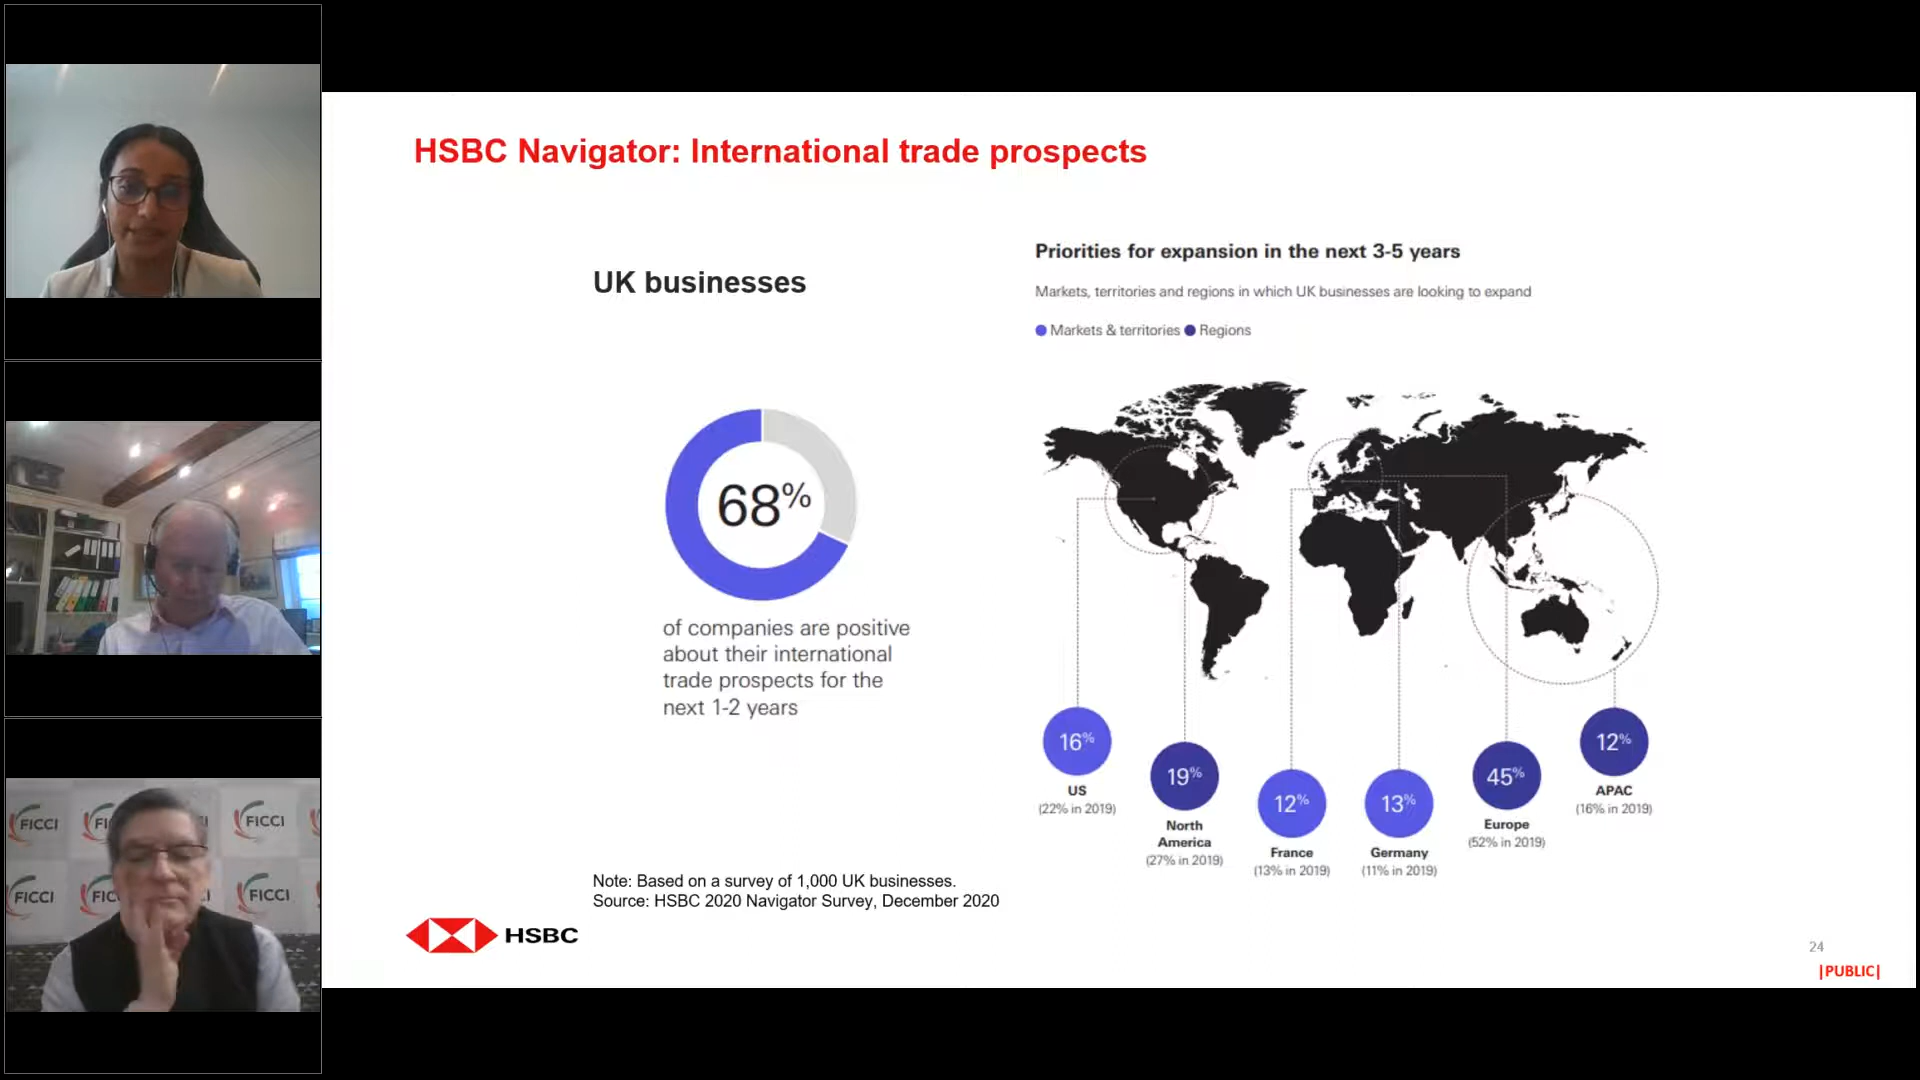 HSBC Navigator: International trade prospects
UK businesses
68%
of companies are positive
about their international
trade prospects for the
next 1-2 years
Priorities for expansion in the next 3-5 years
Markets, territories and regions in which UK businesses are looking to expand
Markets & territories Regions
16%
US
(22% in 2019)
19%
North
America
(27% in 2019)
12%
France
(13% in 2019)
13%
Germany
(11% in 2019)
45%
Europe
(52% in 2019)
12%
APAC
(16% in 2019)
Note: Based on a survey of 1,000 UK businesses.
Source: HSBC 2020 Navigator Survey, December 2020
HSBC
24
|PUBLIC|
FICCI
FICCI
FICCI
FICCI